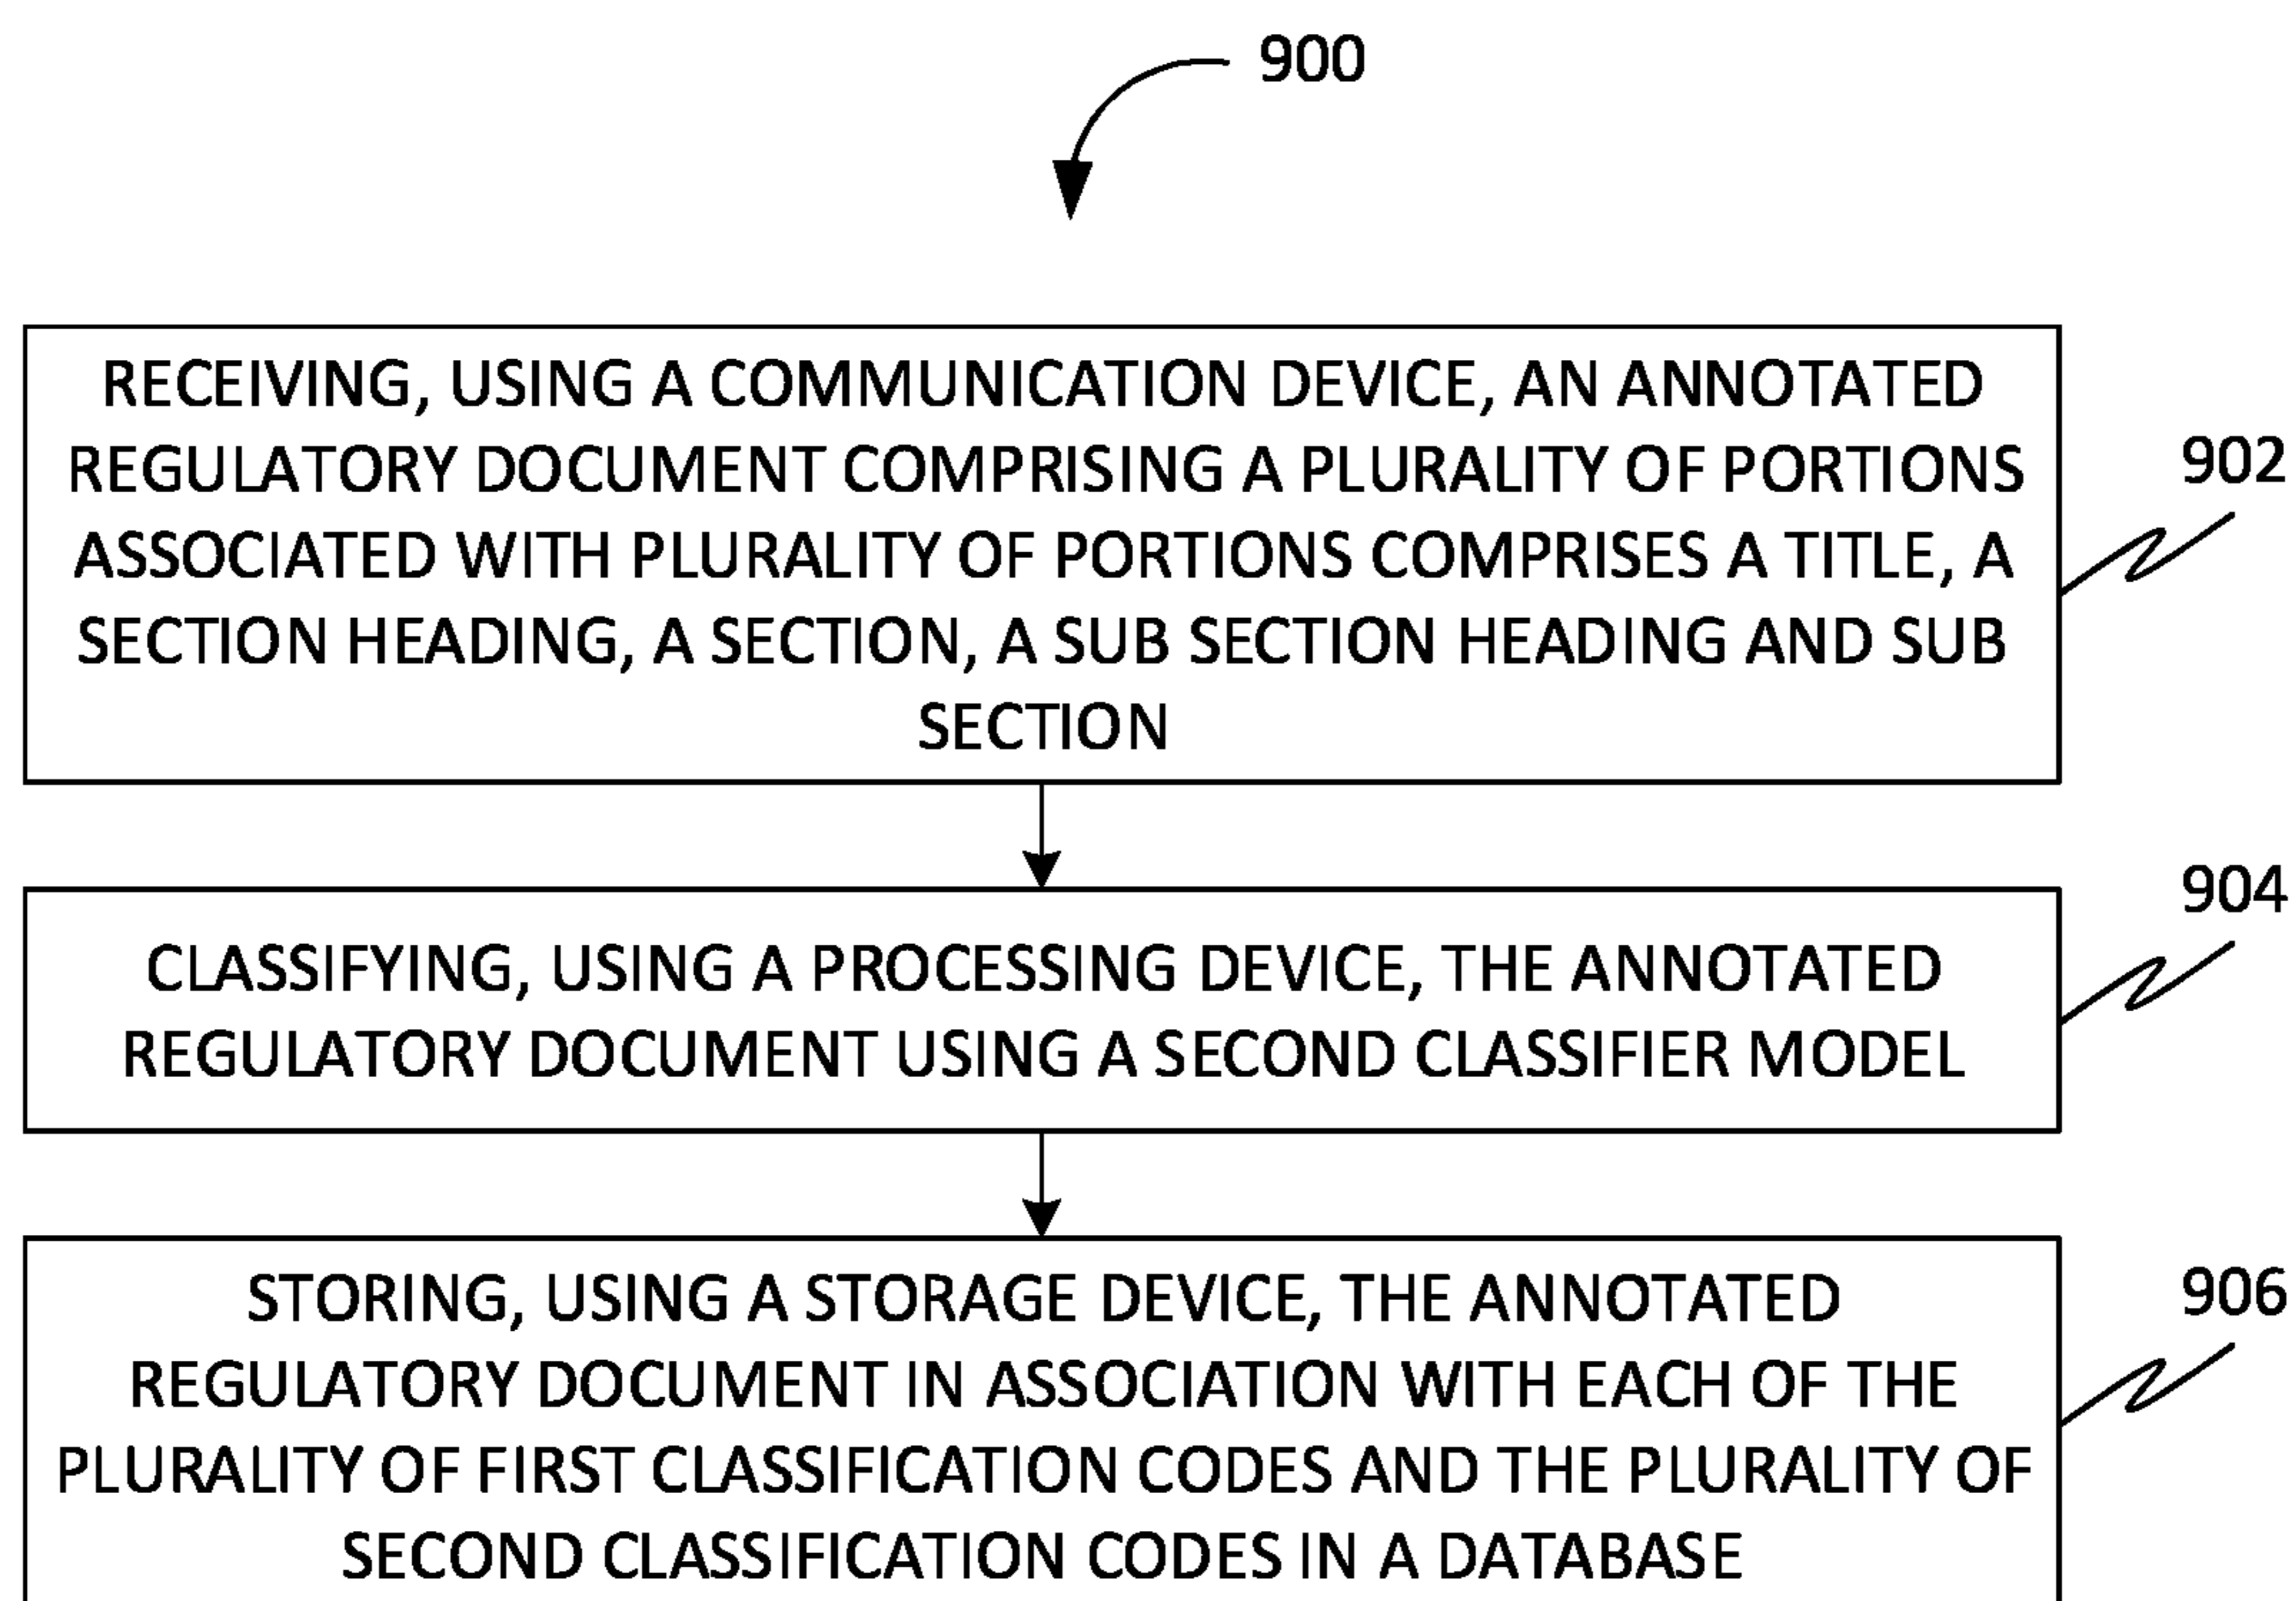 900
RECEIVING, USING A COMMUNICATION DEVICE, AN ANNOTATED
REGULATORY DOCUMENT COMPRISING A PLURALITY OF PORTIONS
ASSOCIATED WITH PLURALITY OF PORTIONS COMPRISES A TITLE, A
SECTION HEADING, A SECTION, A SUB SECTION HEADING AND SUB
SECTION
902
CLASSIFYING, USING A PROCESSING DEVICE, THE ANNOTATED
REGULATORY DOCUMENT USING A SECOND CLASSIFIER MODEL
904
STORING, USING A STORAGE DEVICE, THE ANNOTATED
REGULATORY DOCUMENT IN ASSOCIATION WITH EACH OF THE
PLURALITY OF FIRST CLASSIFICATION CODES AND THE PLURALITY OF
SECOND CLASSIFICATION CODES IN A DATABASE
906